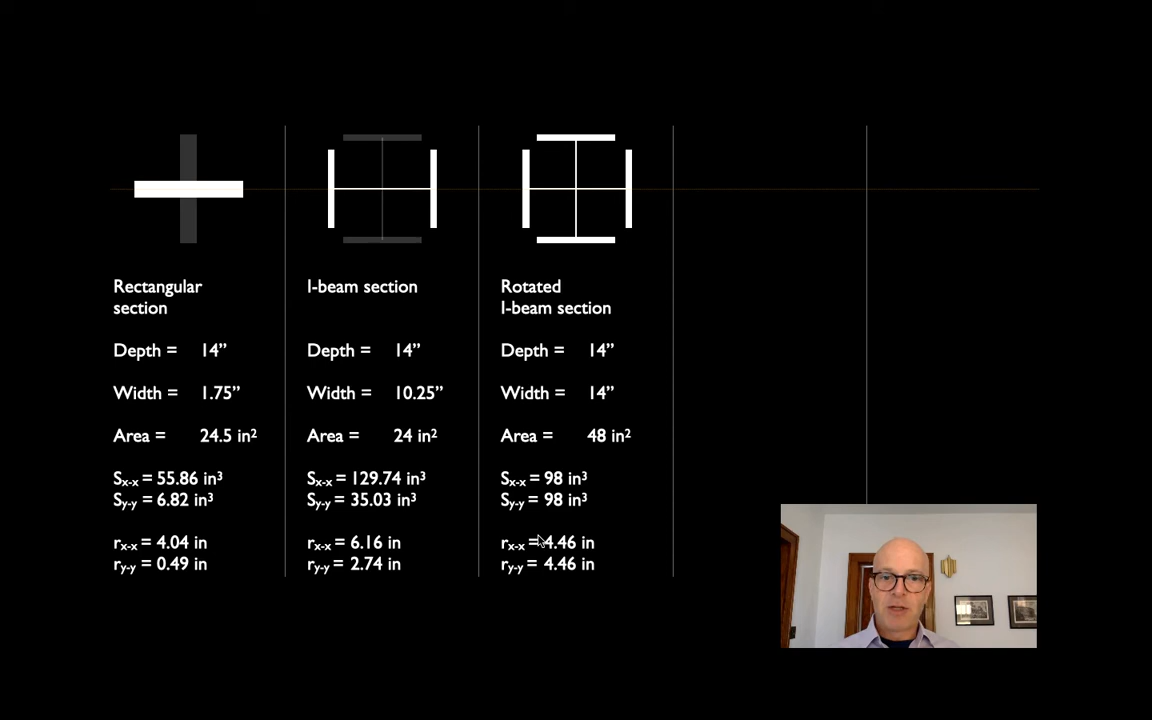 Rectangular
section
Depth = 14”
Width = 1.75”
Area = 24.5 in²
Sx-x = 55.86 in³
Sy-y = 6.82 in³
rx-x = 4.04 in
ry-y = 0.49 in
I-beam section
Depth = 14”
Width = 10.25”
Area = 24 in²
Sx-x = 129.74 in³
Sy-y = 35.03 in³
rx-x = 6.16 in
ry-y = 2.74 in
Rotated
I-beam section
Depth = 14”
Width = 14”
Area = 48 in²
Sx-x = 98 in³
Sy-y = 98 in³
rx-x = 4.46 in
ry-y = 4.46 in